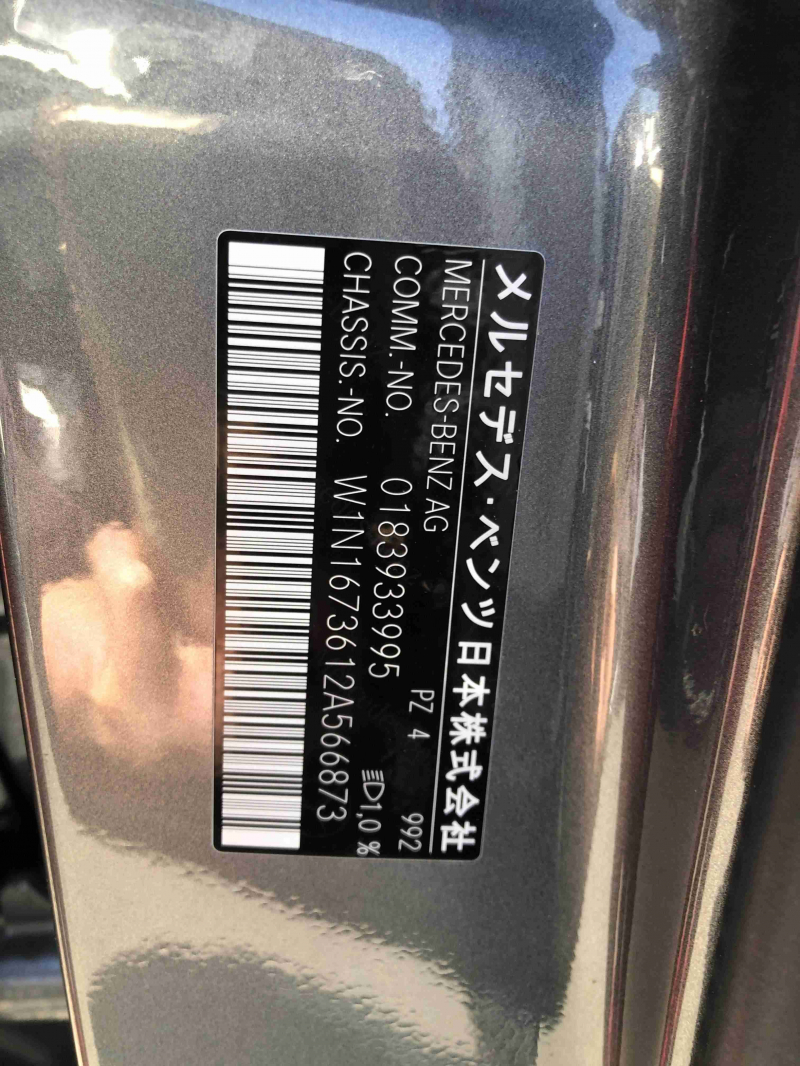 メルセデス・ベンツ日本株式会社
MERCEDES-BENZ AG PZ 4 992
COMM.-NO. 0183933995 1,0 %
CHASSIS.-NO. W1N1673612A566873